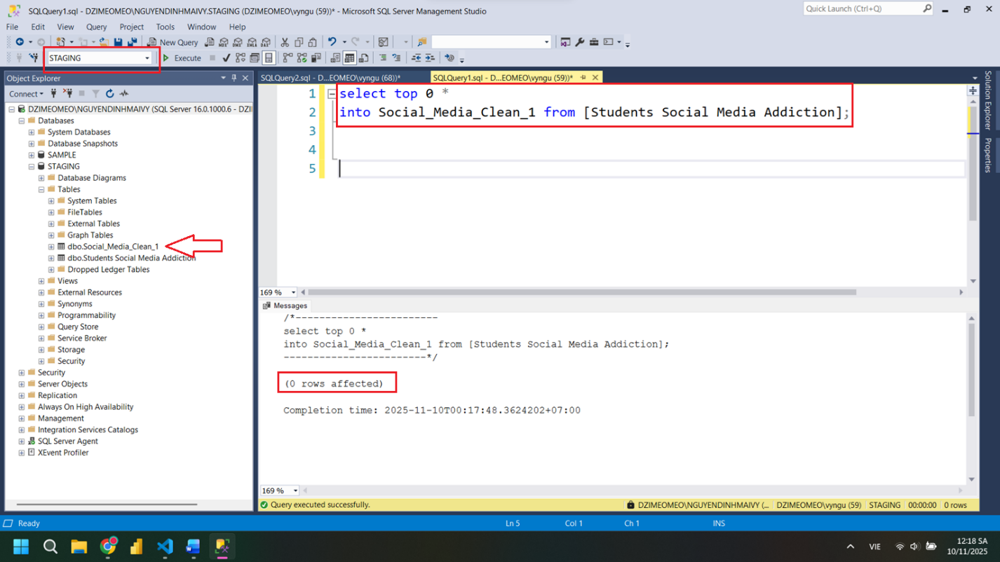 SQLQuery1.sql - DZIMEOMEO\NGUYENDINHMAIVY.STAGING (DZIMEOMEO\vyngu (59))* - Microsoft SQL Server Management Studio
Quick Launch (Ctrl+Q)
File Edit View Query Project Tools Window Help
New Query
MDX DMX XMLA DAX
STAGING
Execute
Object Explorer
Connect
DZIMEOMEO\NGUYENDINHMAIVY (SQL Server 16.0.1000.6 - DZI
Databases
System Databases
Database Snapshots
SAMPLE
STAGING
Database Diagrams
Tables
System Tables
FileTables
External Tables
Graph Tables
dbo.Social_Media_Clean_1
dbo.Students Social Media Addiction
Dropped Ledger Tables
Views
External Resources
Synonyms
Programmability
Query Store
Service Broker
Storage
Security
Security
Server Objects
Replication
Always On High Availability
Management
Integration Services Catalogs
SQL Server Agent
XEvent Profiler
SQLQuery2.sql - D...EOMEO\vyngu (68))*
SQLQuery1.sql - D...EOMEO\vyngu (59))*
1 select top 0 *
2 into Social_Media_Clean_1 from [Students Social Media Addiction];
3
4
5
169 %
Messages
/*------------------------
select top 0 *
into Social_Media_Clean_1 from [Students Social Media Addiction];
------------------------*/
(0 rows affected)
Completion time: 2025-11-10T00:17:48.3624202+07:00
169 %
Query executed successfully.
DZIMEOMEO\NGUYENDINHMAIVY (... DZIMEOMEO\vyngu (59) STAGING 00:00:00 0 rows
Solution Explorer
Properties
Ready
Ln 5 Col 1 Ch 1 INS
VIE
12:18 SA
10/11/2025